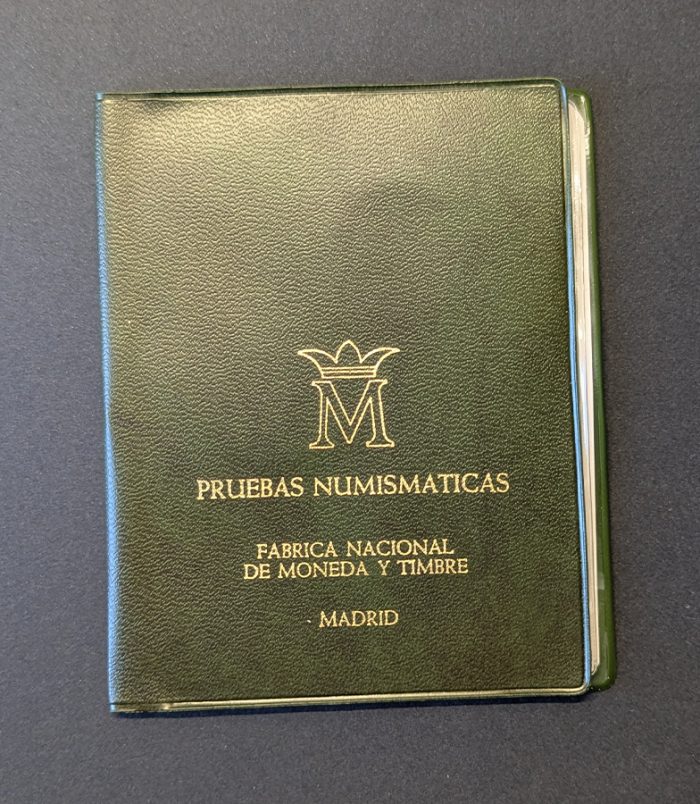 M
PRUEBAS NUMISMATICAS
FABRICA NACIONAL
DE MONEDA Y TIMBRE
MADRID